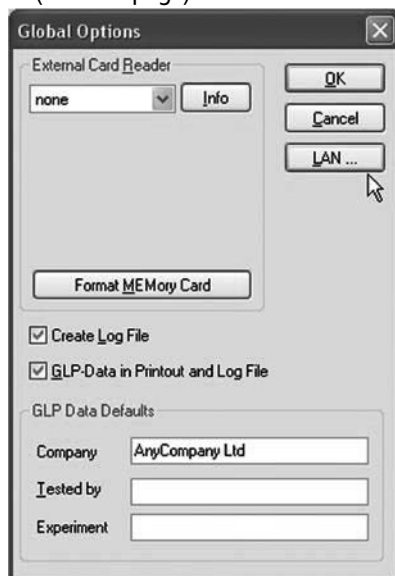 Global Options
External Card Reader
none
Info
OK
Cancel
LAN ...
Format MEMory Card
Create Log File
GLP-Data in Printout and Log File
GLP Data Defaults
Company
AnyCompany Ltd
Tested by
Experiment